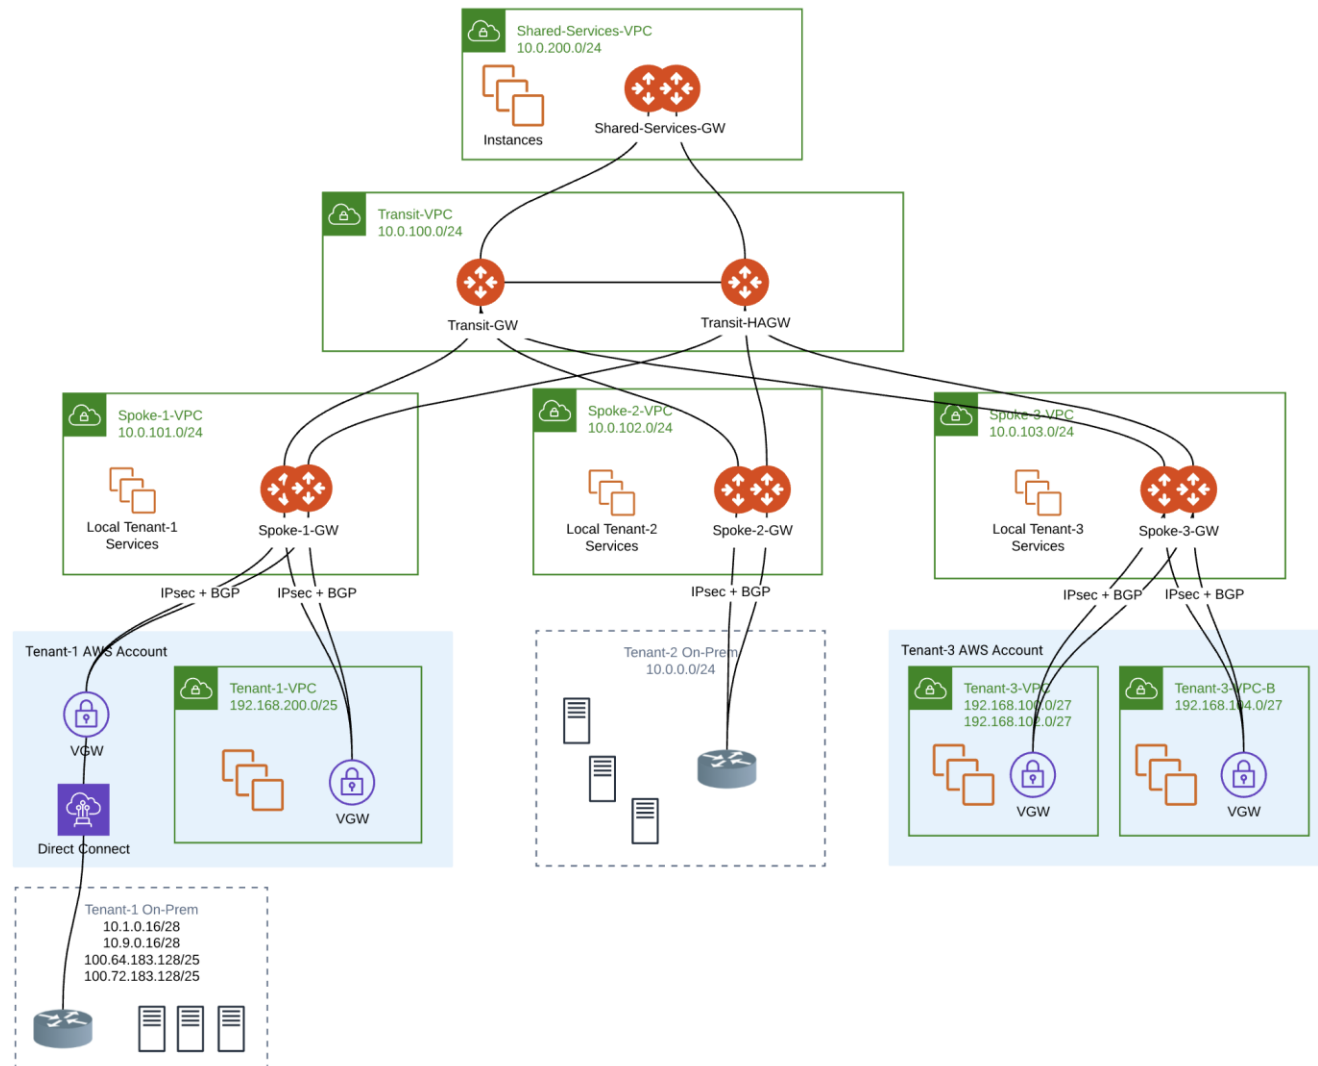 Shared-Services-VPC
10.0.200.0/24
Instances
Shared-Services-GW
Transit-VPC
10.0.100.0/24
Transit-GW
Transit-HAGW
Spoke-1-VPC
10.0.101.0/24
Local Tenant-1
Services
Spoke-1-GW
Spoke-2-VPC
10.0.102.0/24
Local Tenant-2
Services
Spoke-2-GW
Spoke-3-VPC
10.0.103.0/24
Local Tenant-3
Services
Spoke-3-GW
IPsec + BGP
IPsec + BGP
IPsec + BGP
IPsec + BGP
IPsec + BGP
Tenant-1 AWS Account
VGW
Direct Connect
Tenant-1-VPC
192.168.200.0/25
VGW
Tenant-2 On-Prem
10.0.0.0/24
Tenant-3 AWS Account
Tenant-3-VPC
192.168.100.0/27
192.168.102.0/27
VGW
Tenant-3-VPC-B
192.168.104.0/27
VGW
Tenant-1 On-Prem
10.1.0.16/28
10.9.0.16/28
100.64.183.128/25
100.72.183.128/25